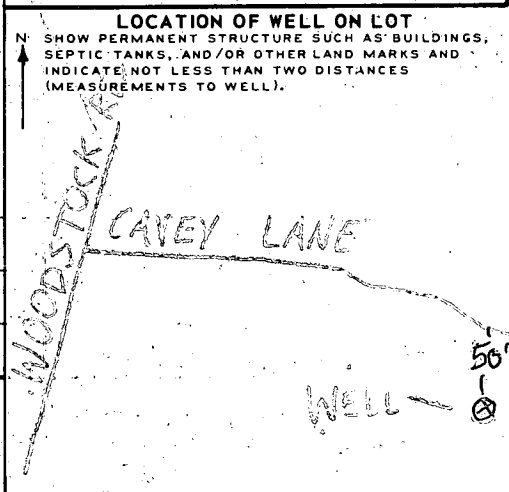 LOCATION OF WELL ON LOT
N SHOW PERMANENT STRUCTURE SUCH AS BUILDINGS,
SEPTIC TANKS, AND/OR OTHER LAND MARKS AND
INDICATE NOT LESS THAN TWO DISTANCES
(MEASUREMENTS TO WELL).
WOODSTOCK RD
CAVEY LANE
50'
WELL